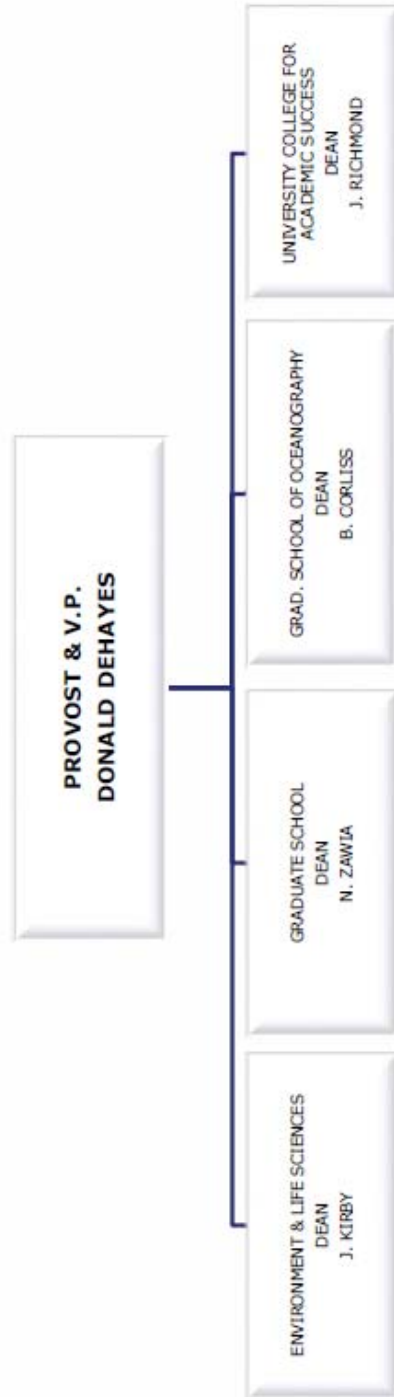 PROVOST & V.P.
DONALD DEHAYES
ENVIRONMENT & LIFE SCIENCES
DEAN
J. KIRBY
GRADUATE SCHOOL
DEAN
N. ZAWIA
GRAD. SCHOOL OF OCEANOGRAPHY
DEAN
B. CORLISS
UNIVERSITY COLLEGE FOR
ACADEMIC SUCCESS
DEAN
J. RICHMOND